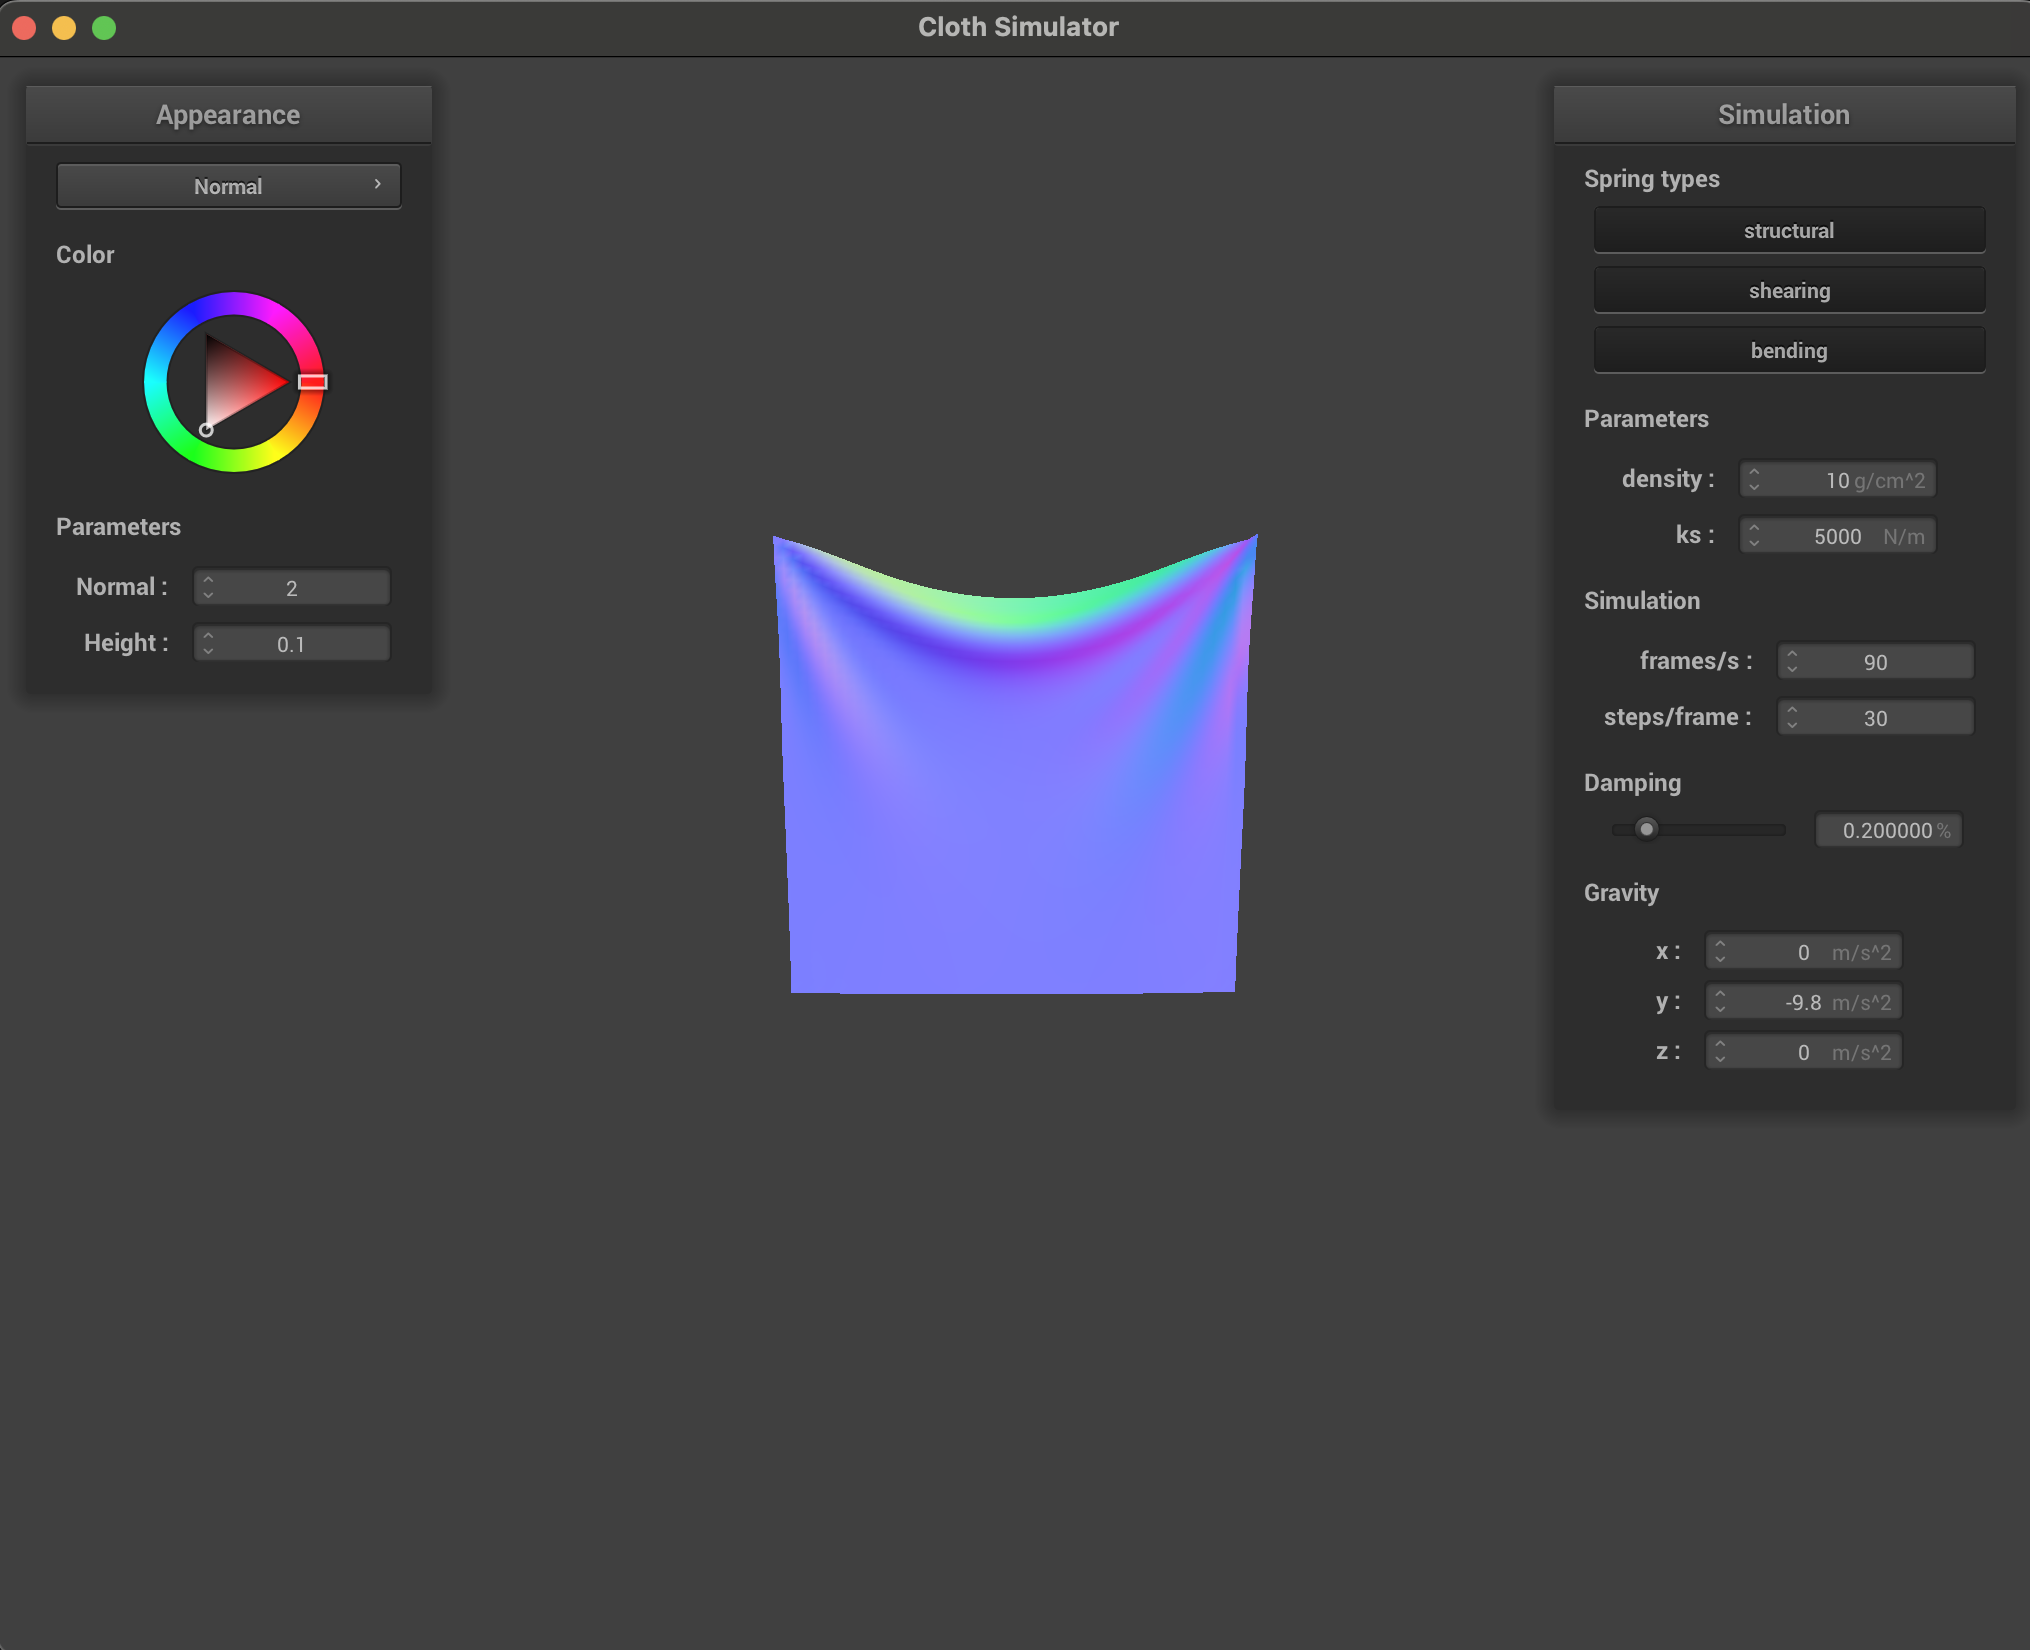 Cloth Simulator
Appearance
Normal
Color
Parameters
Normal : 2
Height : 0.1
Simulation
Spring types
structural
shearing
bending
Parameters
density : 10 g/cm^2
ks : 5000 N/m
Simulation
frames/s : 90
steps/frame : 30
Damping
0.200000 %
Gravity
x : 0 m/s^2
y : -9.8 m/s^2
z : 0 m/s^2